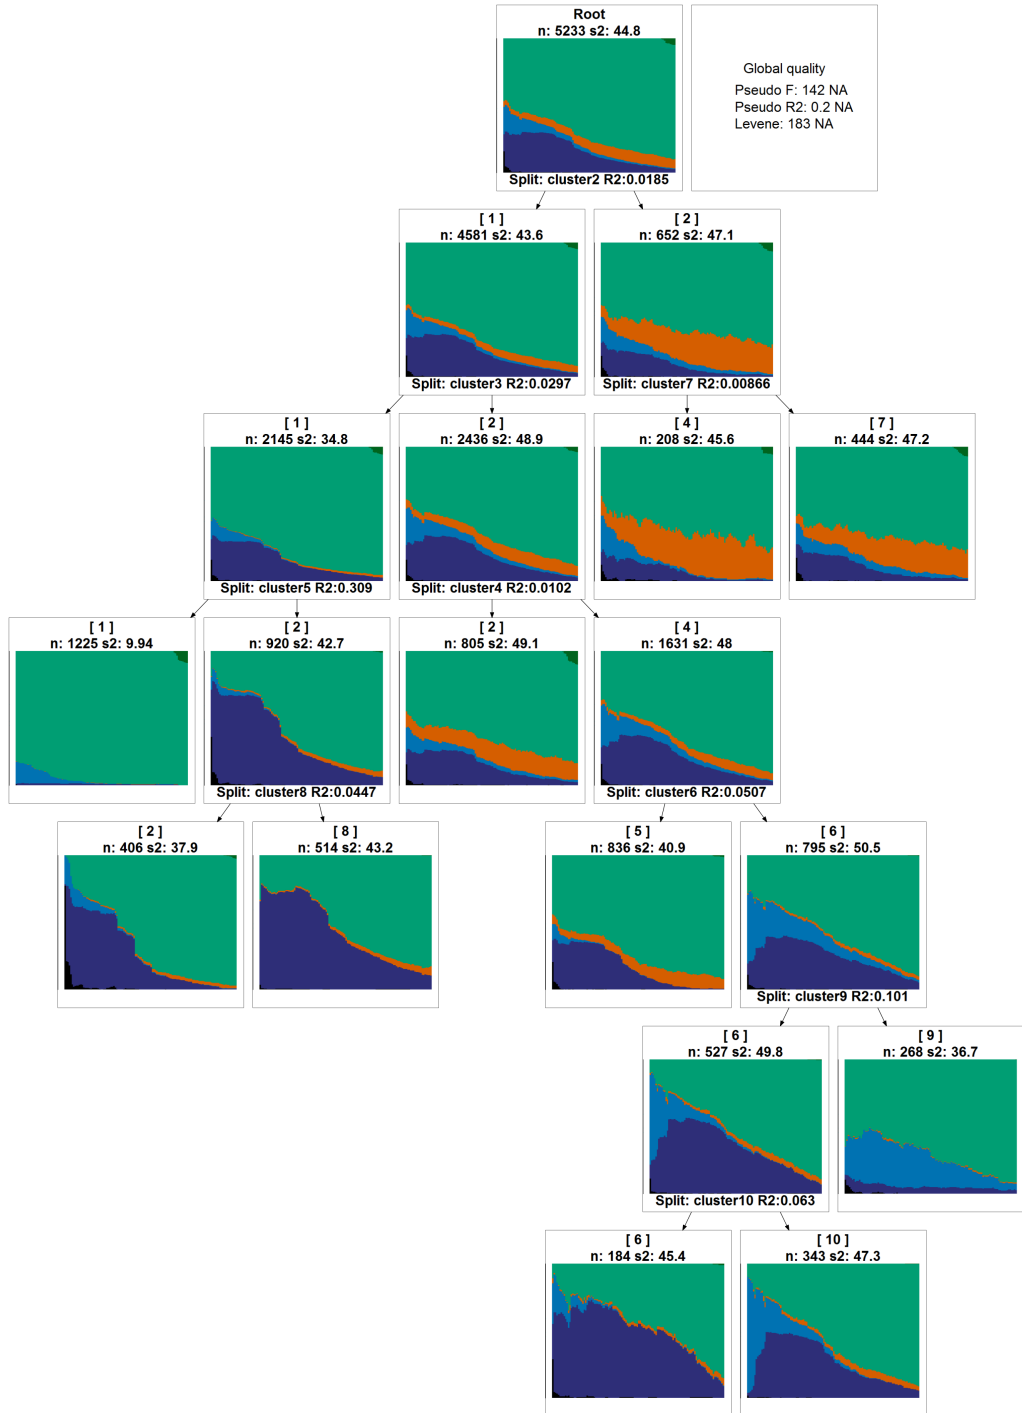 Root
n: 5233 s2: 44.8
Split: cluster2 R2:0.0185
Global quality
Pseudo F: 142 NA
Pseudo R2: 0.2 NA
Levene: 183 NA
[ 1 ]
n: 4581 s2: 43.6
Split: cluster3 R2:0.0297
[ 2 ]
n: 652 s2: 47.1
Split: cluster7 R2:0.00866
[ 1 ]
n: 2145 s2: 34.8
Split: cluster5 R2:0.309
[ 2 ]
n: 2436 s2: 48.9
Split: cluster4 R2:0.0102
[ 4 ]
n: 208 s2: 45.6
[ 7 ]
n: 444 s2: 47.2
[ 1 ]
n: 1225 s2: 9.94
[ 2 ]
n: 920 s2: 42.7
Split: cluster8 R2:0.0447
[ 2 ]
n: 805 s2: 49.1
[ 4 ]
n: 1631 s2: 48
Split: cluster6 R2:0.0507
[ 2 ]
n: 406 s2: 37.9
[ 8 ]
n: 514 s2: 43.2
[ 5 ]
n: 836 s2: 40.9
[ 6 ]
n: 795 s2: 50.5
Split: cluster9 R2:0.101
[ 6 ]
n: 527 s2: 49.8
Split: cluster10 R2:0.063
[ 9 ]
n: 268 s2: 36.7
[ 6 ]
n: 184 s2: 45.4
[ 10 ]
n: 343 s2: 47.3